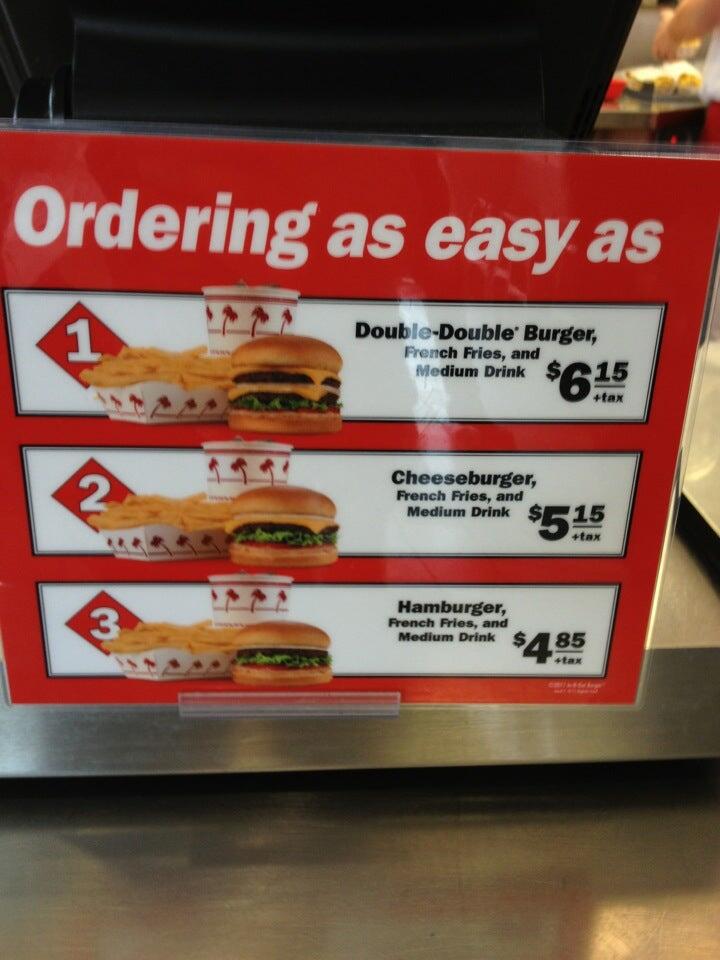 Ordering as easy as
1
Double-Double® Burger,
French Fries, and
Medium Drink
$6 15
+tax
2
Cheeseburger,
French Fries, and
Medium Drink
$5 15
+tax
3
Hamburger,
French Fries, and
Medium Drink
$4 85
+tax